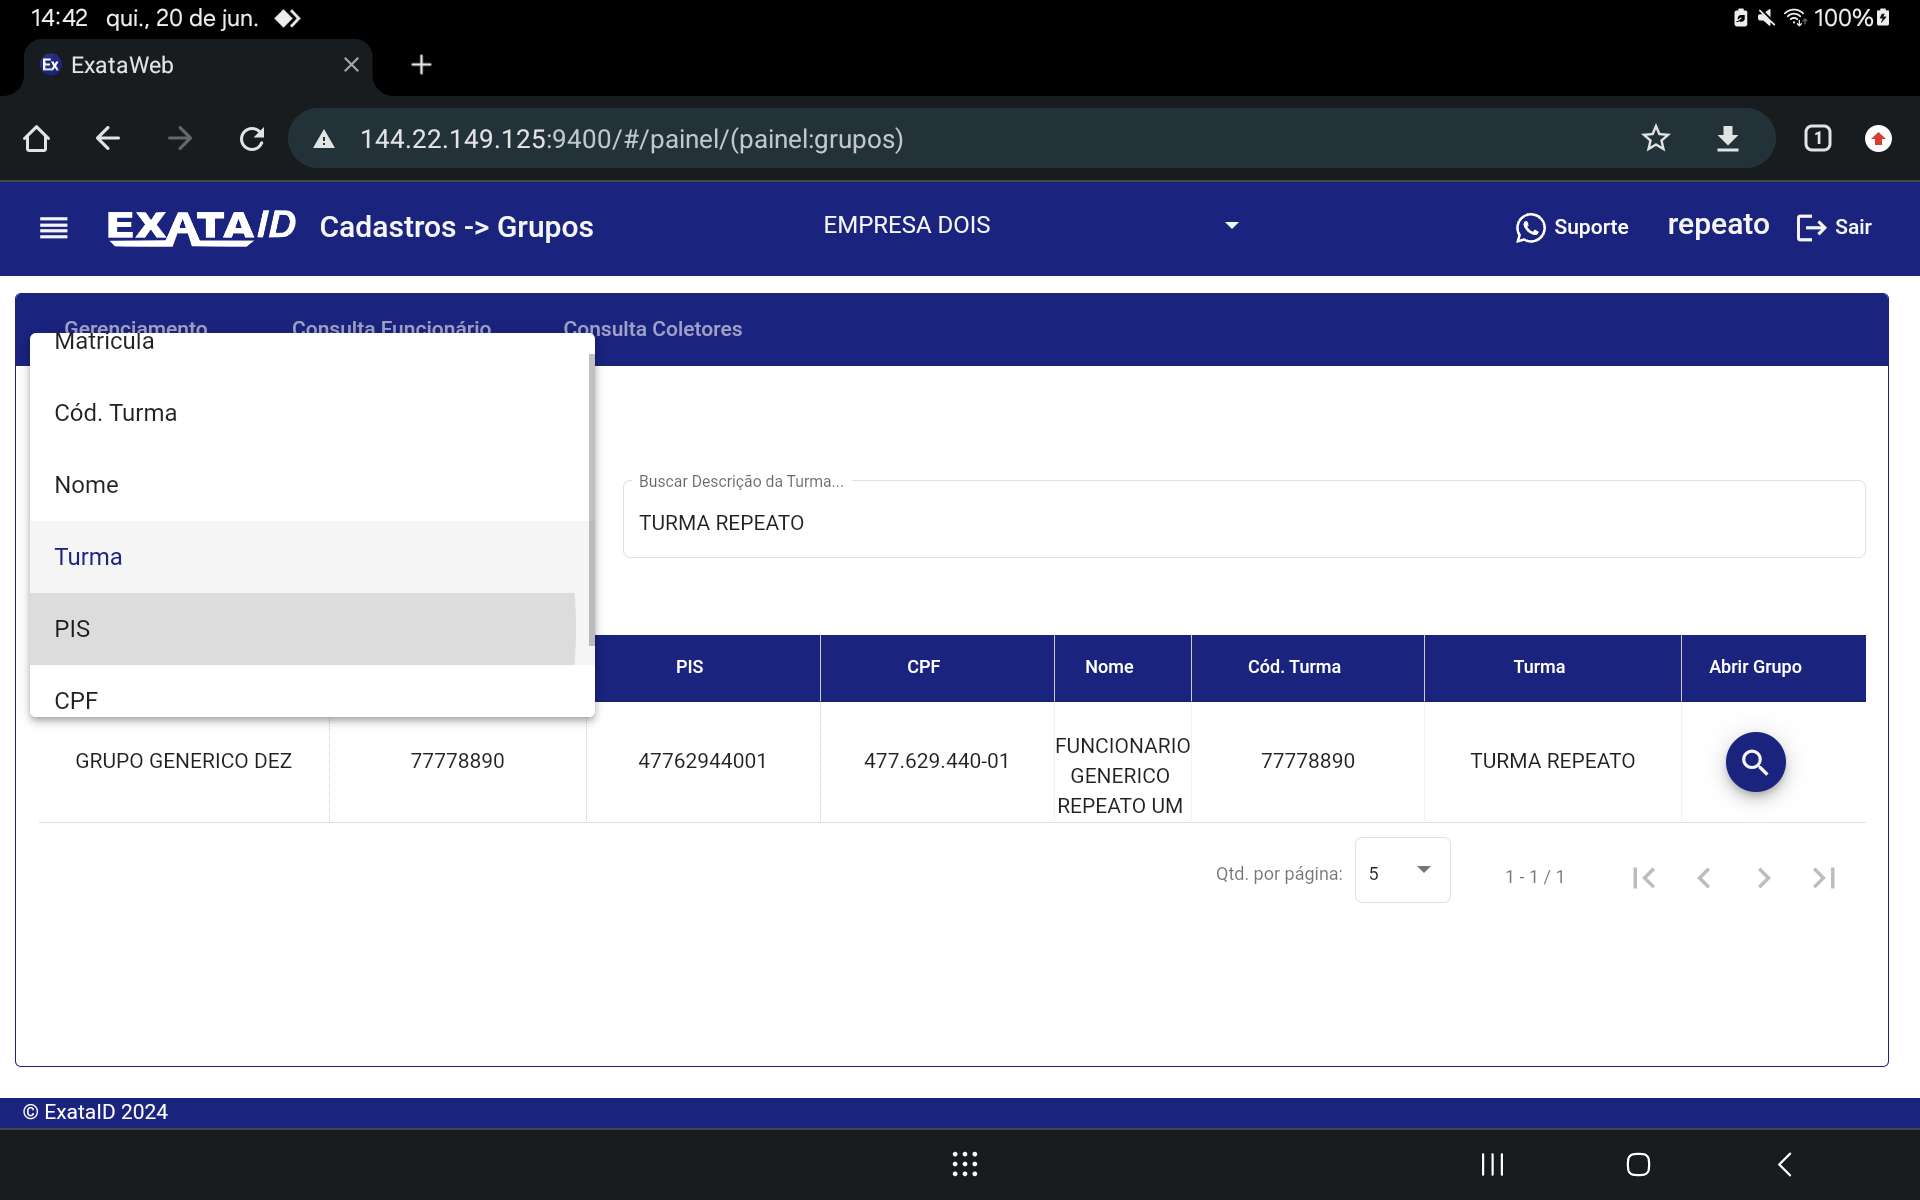 14:42 qui., 20 de jun. 100%
Ex ExataWeb
144.22.149.125:9400/#/painel/(painel:grupos) 1
EXATAID Cadastros -> Grupos EMPRESA DOIS Suporte repeato Sair
Gerenciamento Consulta Funcionário Consulta Coletores
Matrícula
Cód. Turma
Nome
Turma
PIS
CPF
Buscar Descrição da Turma...
TURMA REPEATO
PIS CPF Nome Cód. Turma Turma Abrir Grupo
GRUPO GENERICO DEZ 77778890 47762944001 477.629.440-01 FUNCIONARIO GENERICO REPEATO UM 77778890 TURMA REPEATO
Qtd. por página: 5 1 - 1 / 1
© ExataID 2024